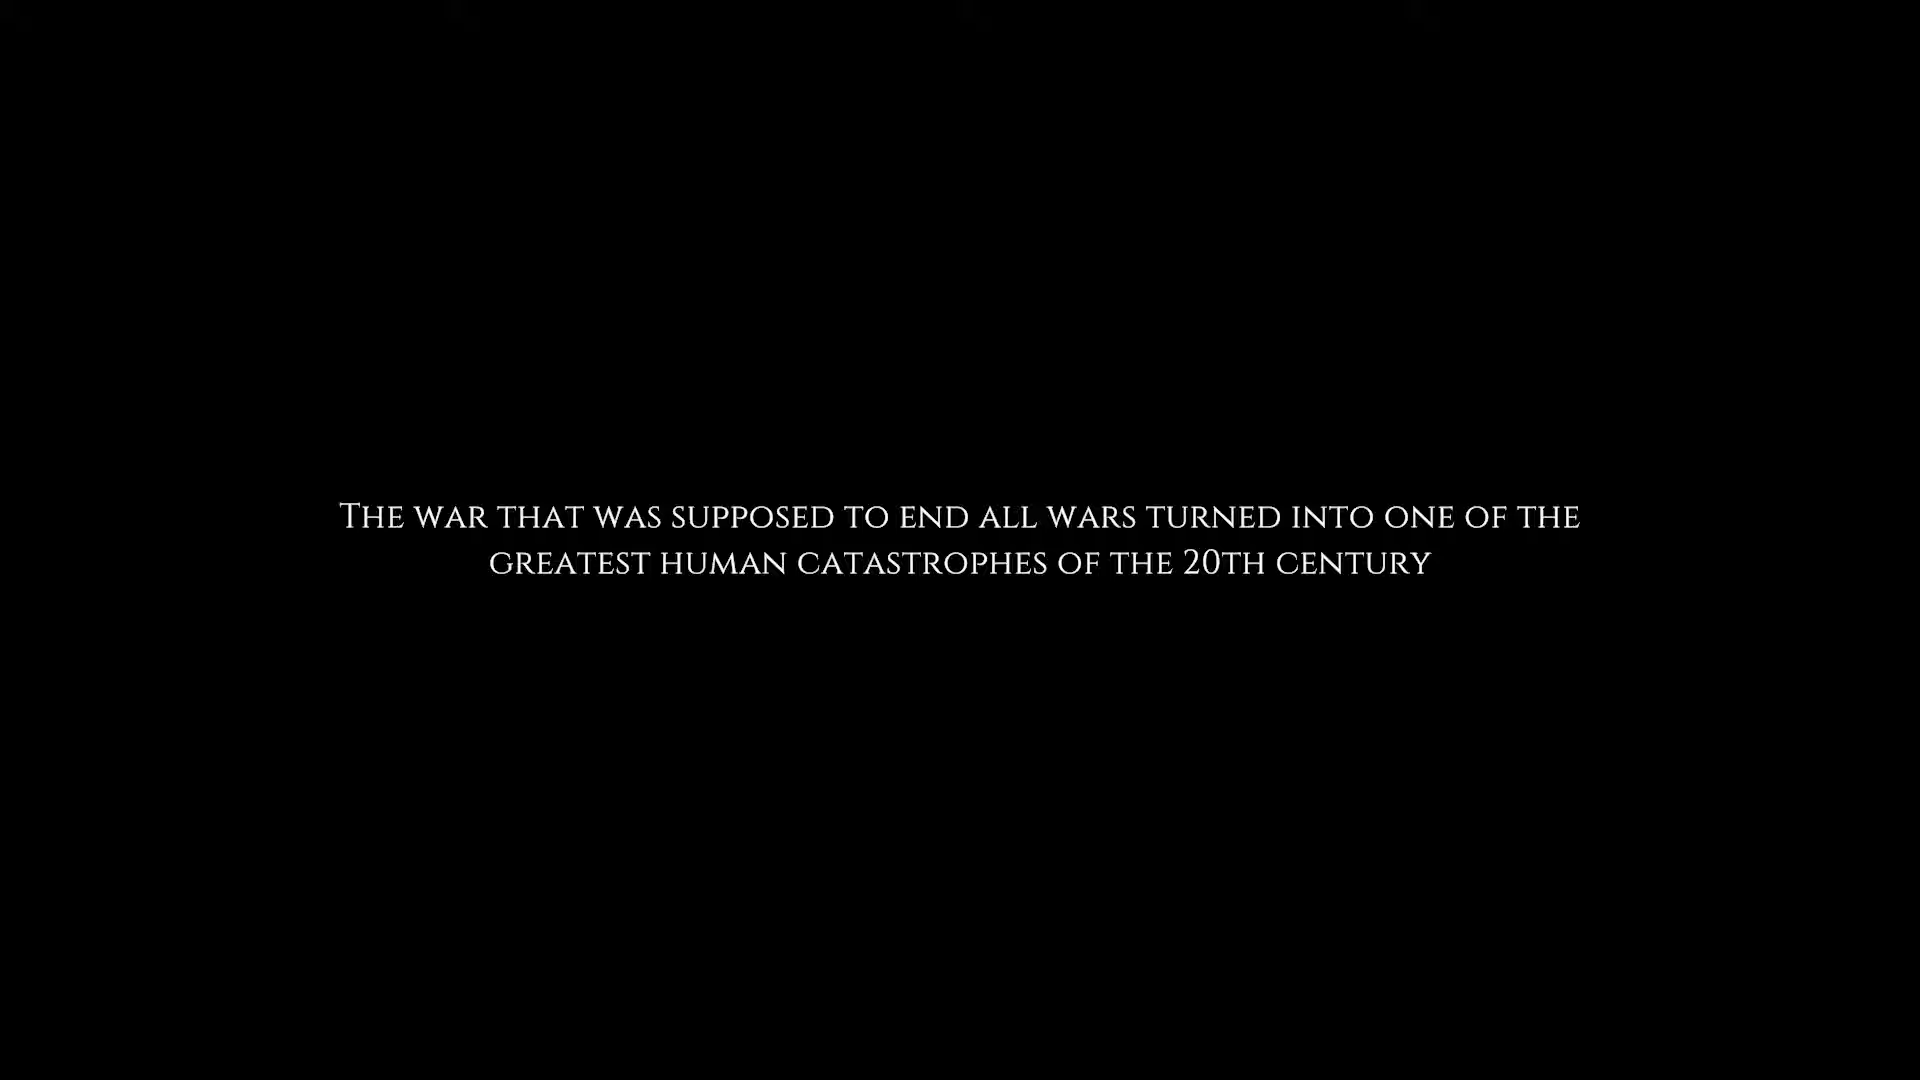 The war that was supposed to end all wars turned into one of the
greatest human catastrophes of the 20th century